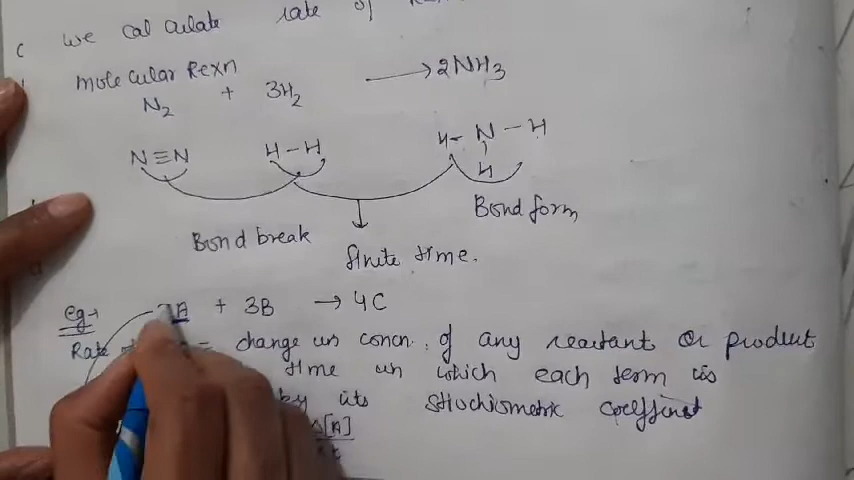 c we calculate rate of
molecular Rexn
N2 + 3H2 → 2NH3
N≡N H-H H-N-H
H
Bond form
Bond break
finite time.
eg→ A + 3B → 4C
Rate = change in concn. of any reactant or product
time in which each term is
by its stuchiometric coefficient
Δ[A]